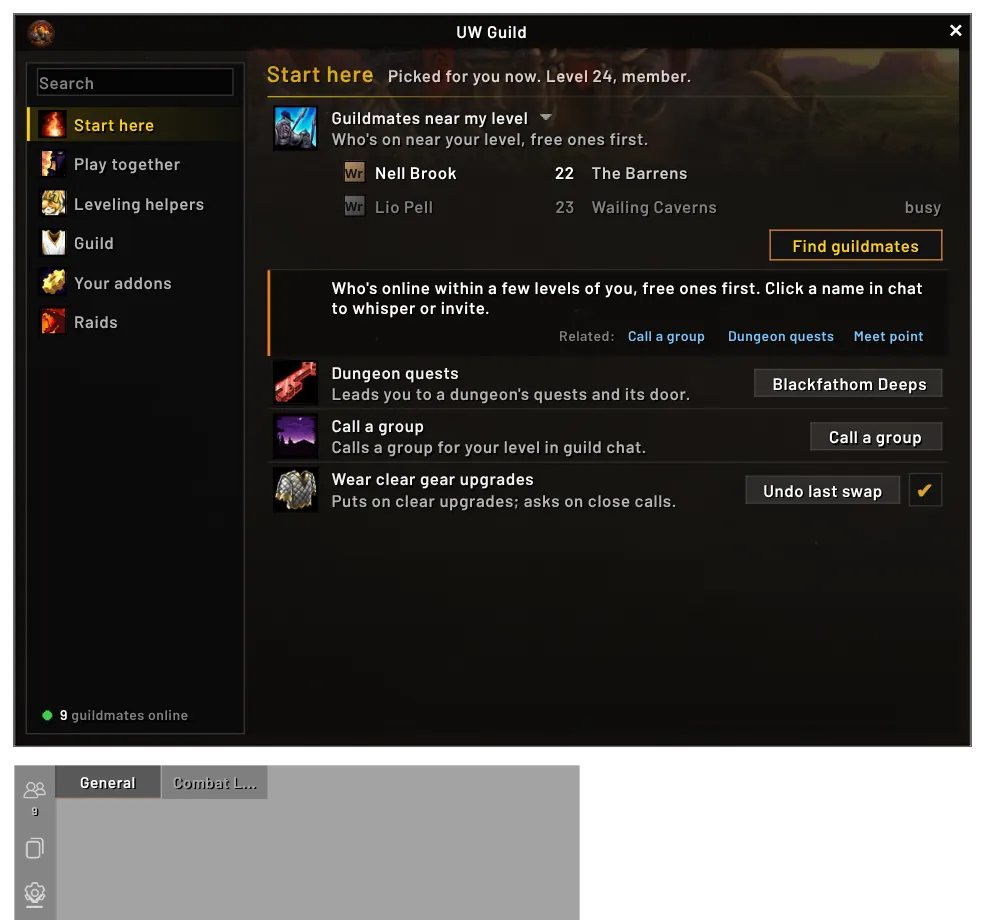 UW Guild
Search
Start here
Play together
Leveling helpers
Guild
Your addons
Raids
9 guildmates online
Start here Picked for you now. Level 24, member.
Guildmates near my level
Who's on near your level, free ones first.
Wr Nell Brook 22 The Barrens
Wr Lio Pell 23 Wailing Caverns busy
Find guildmates
Who's online within a few levels of you, free ones first. Click a name in chat
to whisper or invite.
Related: Call a group Dungeon quests Meet point
Dungeon quests
Leads you to a dungeon's quests and its door.
Blackfathom Deeps
Call a group
Calls a group for your level in guild chat.
Call a group
Wear clear gear upgrades
Puts on clear upgrades; asks on close calls.
Undo last swap
General Combat L...
9